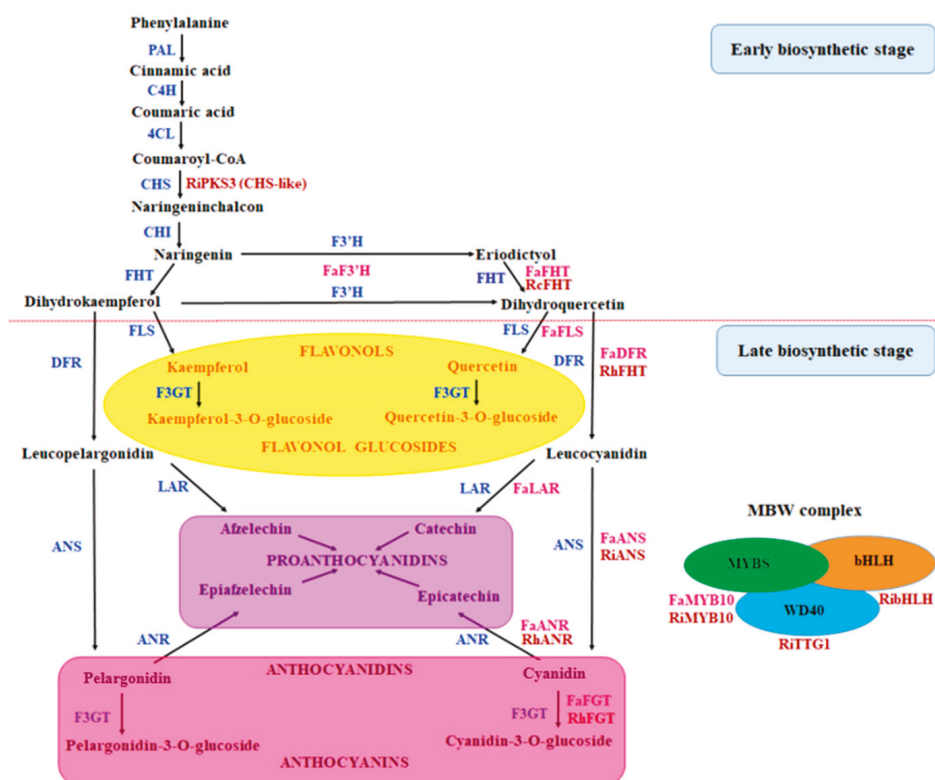 Phenylalanine
PAL
Early biosynthetic stage
Cinnamic acid
C4H
Coumaric acid
4CL
Coumaroyl-CoA
CHS RiPKS3 (CHS-like)
Naringeninchalcon
CHI
F3'H
Naringenin Eriodictyol
FHT FaF3'H FHT FaFHT
RcFHT
F3'H
Dihydrokaempferol Dihydroquercetin
FLS FLS FaFLS
Late biosynthetic stage
FLAVONOLS
DFR Kaempferol Quercetin DFR FaDFR
RhFHT
F3GT F3GT
Kaempferol-3-O-glucoside Quercetin-3-O-glucoside
FLAVONOL GLUCOSIDES
Leucopelargonidin Leucocyanidin
LAR LAR FaLAR
MBW complex
Afzelechin Catechin
ANS PROANTHOCYANIDINS ANS FaANS
RiANS
MYBS bHLH
Epiafzelechin Epicatechin
FaMYB10 WD40 RibHLH
RiMYB10
RiTTG1
ANR ANR FaANR
RhANR
ANTHOCYANIDINS
Pelargonidin Cyanidin
F3GT F3GT FaFGT
RhFGT
Pelargonidin-3-O-glucoside Cyanidin-3-O-glucoside
ANTHOCYANINS